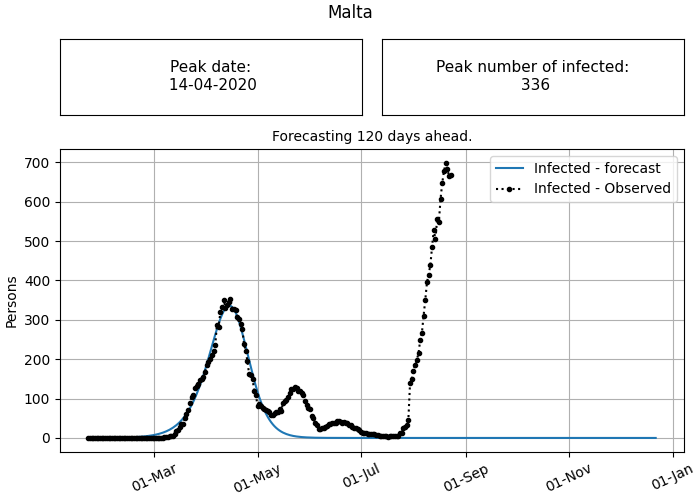 Malta
Peak date:
14-04-2020
Peak number of infected:
336
Forecasting 120 days ahead.
Infected - forecast
Infected - Observed
Persons
700
600
500
400
300
200
100
0
01-Mar
01-May
01-Jul
01-Sep
01-Nov
01-Jan